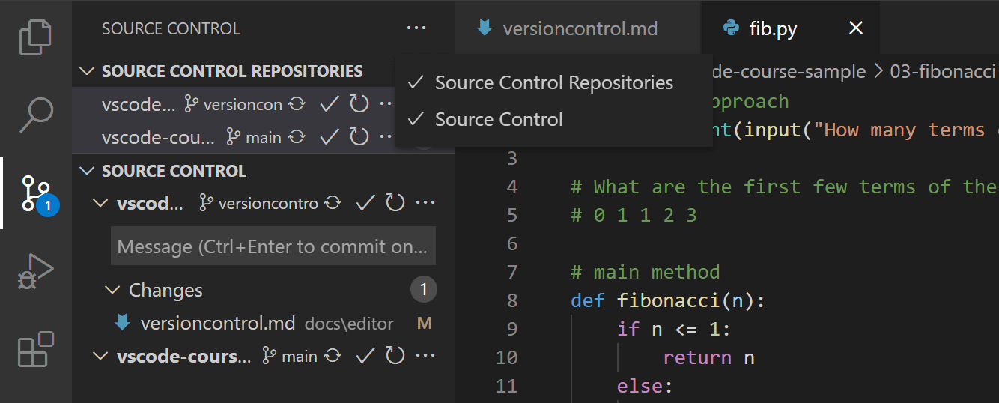 SOURCE CONTROL ...
SOURCE CONTROL REPOSITORIES
vscode... versioncon ...
vscode-cou... main ...
SOURCE CONTROL
vscod... versioncontro ...
Message (Ctrl+Enter to commit on...
Changes 1
versioncontrol.md docs\editor M
vscode-cours... main ...
1
Source Control Repositories
Source Control
versioncontrol.md
fib.py
de-course-sample > 03-fibonacci
pproach
nt(input("How many terms
3
4 # What are the first few terms of the
5 # 0 1 1 2 3
6
7 # main method
8 def fibonacci(n):
9 if n <= 1:
10 return n
11 else: